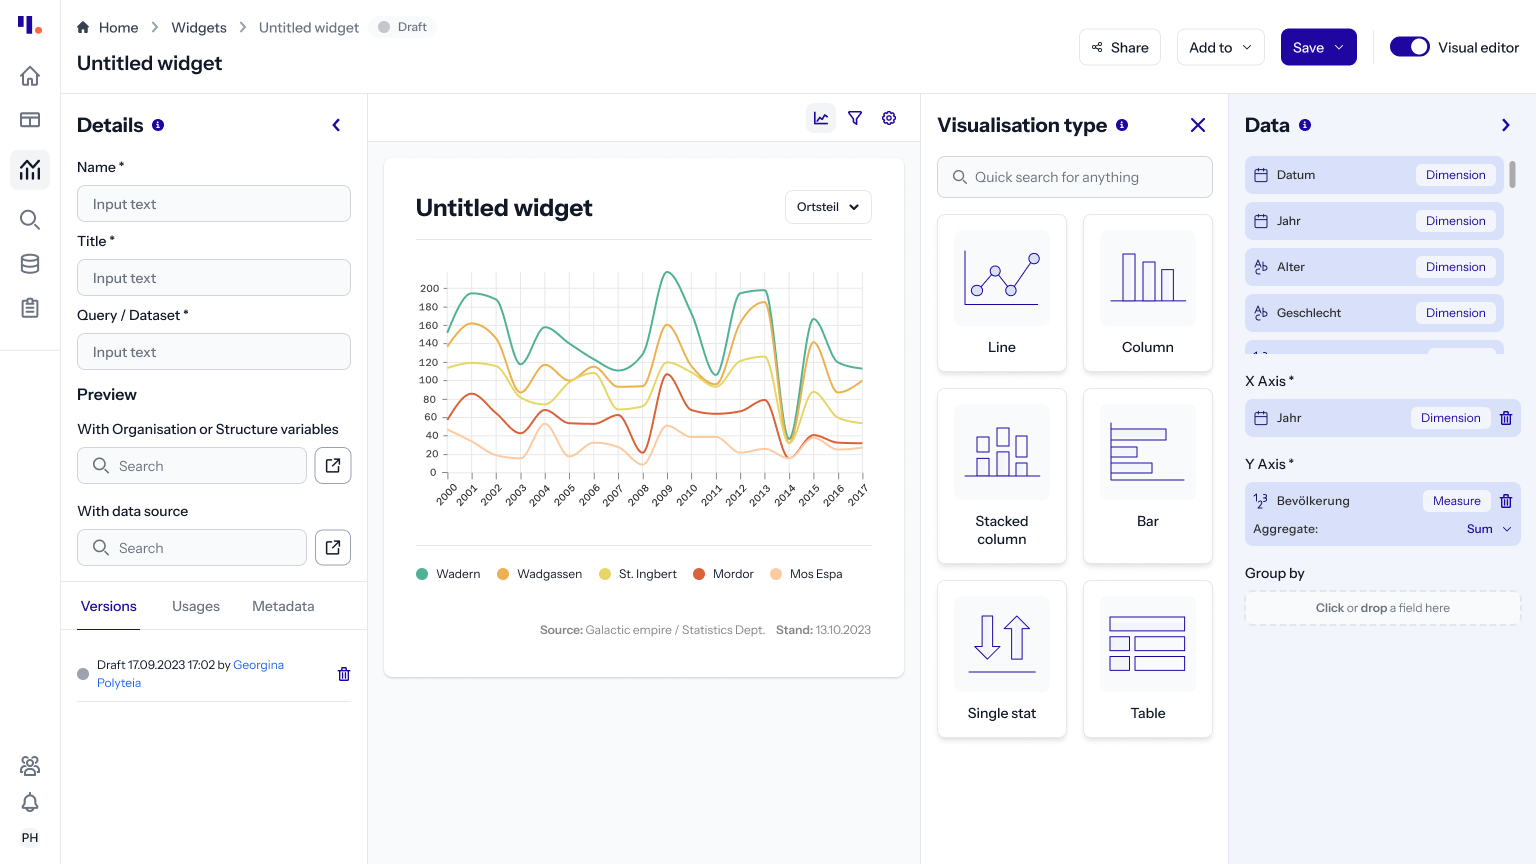 Home
Widgets
Untitled widget
Draft
Untitled widget
Share
Add to
Save
Visual editor
Details
Name *
Input text
Title *
Input text
Query / Dataset *
Input text
Preview
With Organisation or Structure variables
Search
With data source
Search
Versions
Usages
Metadata
Draft 17.09.2023 17:02 by Georgina
Polyteia
PH
Untitled widget
Ortsteil
200
180
160
140
120
100
80
60
40
20
0
2000
2001
2002
2003
2004
2005
2006
2007
2008
2009
2010
2011
2012
2013
2014
2015
2016
2017
Wadern
Wadgassen
St. Ingbert
Mordor
Mos Espa
Source: Galactic empire / Statistics Dept. Stand: 13.10.2023
Visualisation type
Quick search for anything
Line
Column
Stacked
column
Bar
Single stat
Table
Data
Datum
Dimension
Jahr
Dimension
Alter
Dimension
Geschlecht
Dimension
X Axis *
Jahr
Dimension
Y Axis *
Bevölkerung
Measure
Aggregate:
Sum
Group by
Click or drop a field here